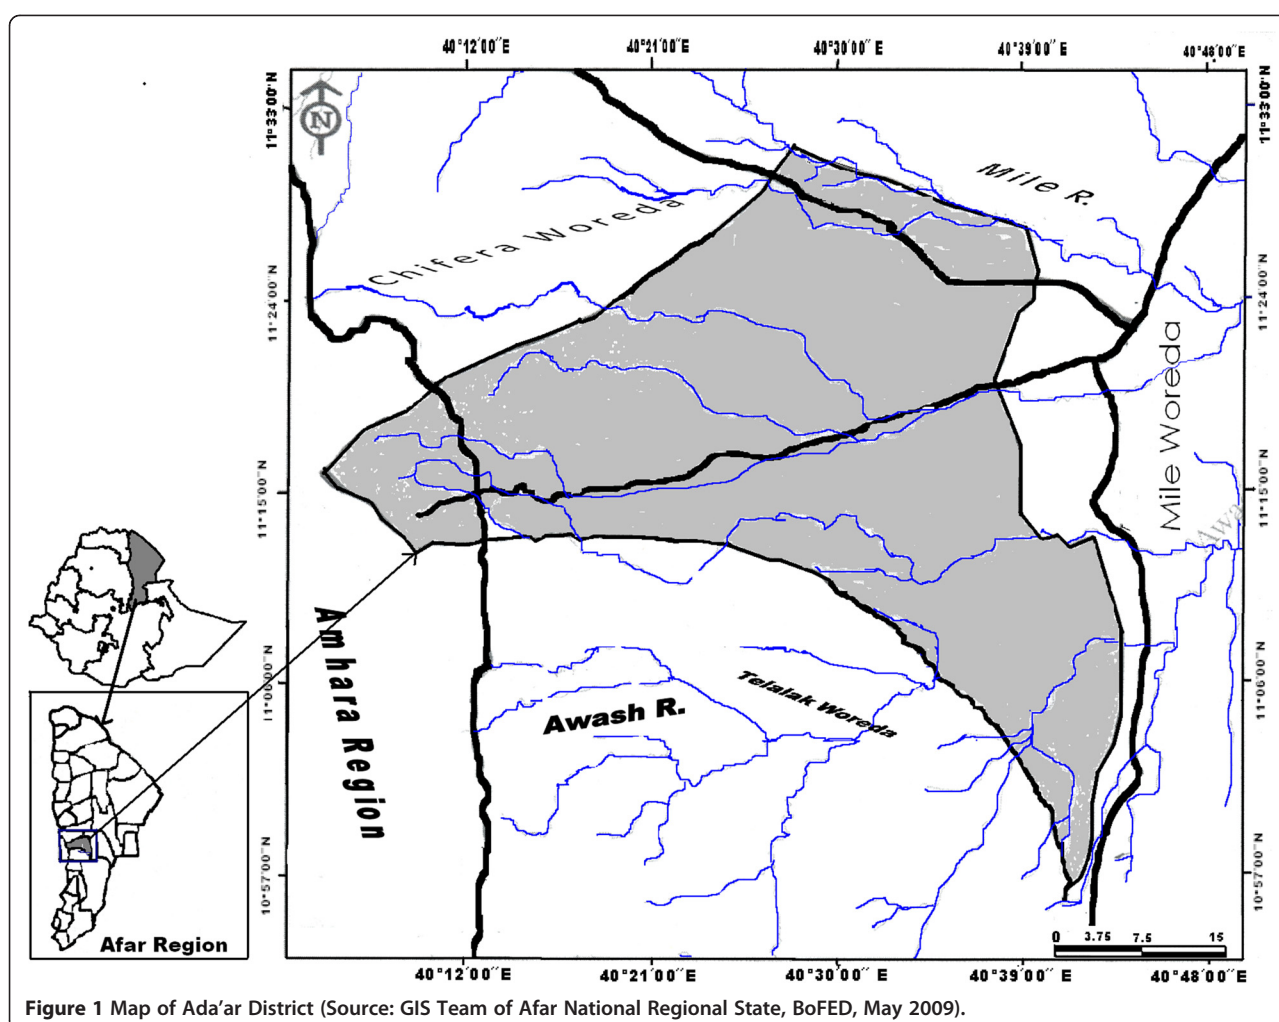 40°12'00"E 40°21'00"E 40°30'00"E 40°39'00"E 40°48'00"E
11°33'00"N
11°33'00"N
N
Mile R.
Chifera Woreda
11°24'00"N
11°24'00"N
Mile Woreda
11°15'00"N
11°15'00"N
Awa
Amhara Region
11°06'00"N
11°06'00"N
Telalak Woreda
Awash R.
10°57'00"N
10°57'00"N
Afar Region
0 3.75 7.5 15
40°12'00"E 40°21'00"E 40°30'00"E 40°39'00"E 40°48'00"E
Figure 1 Map of Ada'ar District (Source: GIS Team of Afar National Regional State, BoFED, May 2009).